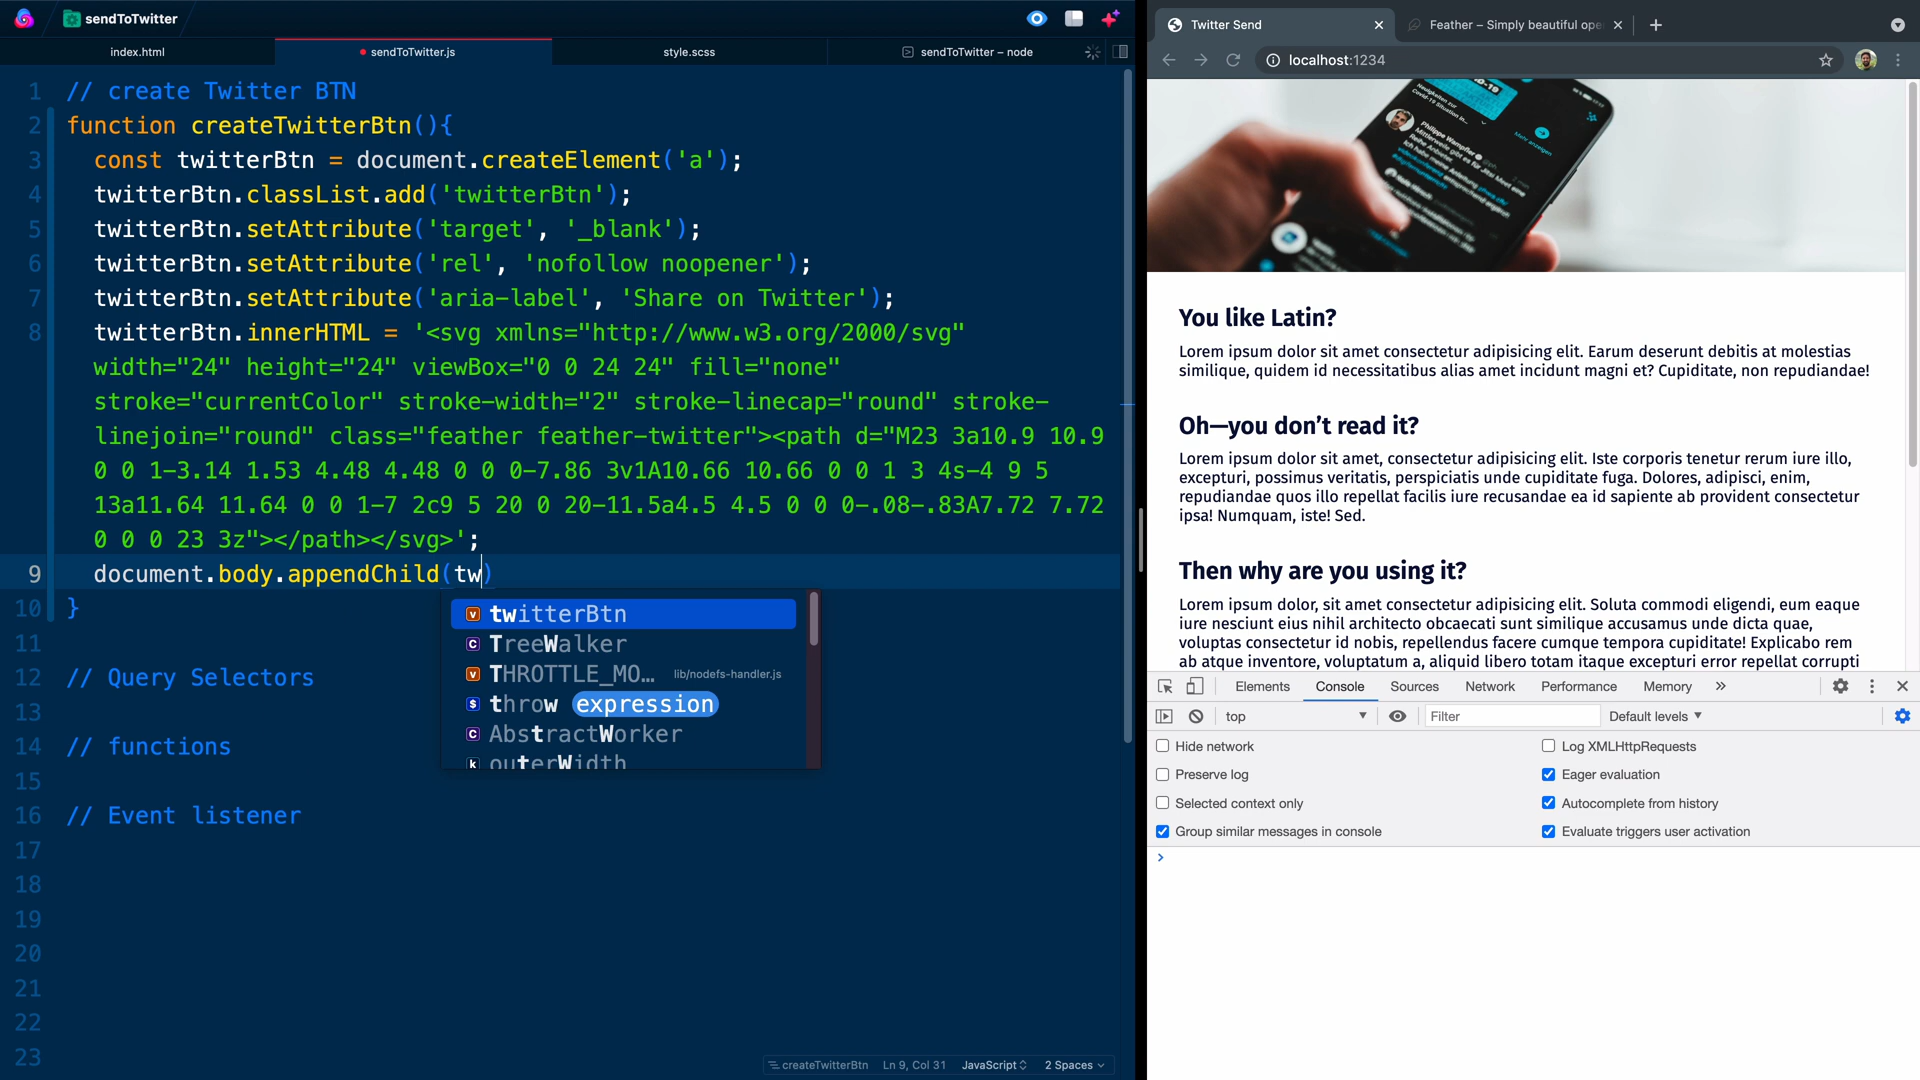 sendToTwitter
index.html
sendToTwitter.js
style.scss
sendToTwitter – node
1 // create Twitter BTN
2 function createTwitterBtn(){
3 const twitterBtn = document.createElement('a');
4 twitterBtn.classList.add('twitterBtn');
5 twitterBtn.setAttribute('target', '_blank');
6 twitterBtn.setAttribute('rel', 'nofollow noopener');
7 twitterBtn.setAttribute('aria-label', 'Share on Twitter');
8 twitterBtn.innerHTML = '<svg xmlns="http://www.w3.org/2000/svg"
width="24" height="24" viewBox="0 0 24 24" fill="none"
stroke="currentColor" stroke-width="2" stroke-linecap="round" stroke-
linejoin="round" class="feather feather-twitter"><path d="M23 3a10.9 10.9
0 0 1-3.14 1.53 4.48 4.48 0 0 0-7.86 3v1A10.66 10.66 0 0 1 3 4s-4 9 5
13a11.64 11.64 0 0 1-7 2c9 5 20 0 20-11.5a4.5 4.5 0 0 0-.08-.83A7.72 7.72
0 0 0 23 3z"></path></svg>';
9 document.body.appendChild(tw)
10 }
twitterBtn
TreeWalker
THROTTLE_MO… lib/nodefs-handler.js
throw expression
AbstractWorker
outerWidth
11
12 // Query Selectors
13
14 // functions
15
16 // Event listener
17
18
19
20
21
22
23
createTwitterBtn Ln 9, Col 31 JavaScript 2 Spaces
Twitter Send
Feather – Simply beautiful ope
localhost:1234
You like Latin?
Lorem ipsum dolor sit amet consectetur adipisicing elit. Earum deserunt debitis at molestias
similique, quidem id necessitatibus alias amet incidunt magni et? Cupiditate, non repudiandae!
Oh—you don’t read it?
Lorem ipsum dolor sit amet, consectetur adipisicing elit. Iste corporis tenetur rerum iure illo,
excepturi, possimus veritatis, perspiciatis unde cupiditate fuga. Dolores, adipisci, enim,
repudiandae quos illo repellat facilis iure recusandae ea id sapiente ab provident consectetur
ipsa! Numquam, iste! Sed.
Then why are you using it?
Lorem ipsum dolor, sit amet consectetur adipisicing elit. Soluta commodi eligendi, eum eaque
iure nesciunt eius nihil architecto obcaecati sunt similique accusamus unde dicta quae,
voluptas consectetur id nobis, repellendus facere cumque tempora cupiditate! Explicabo rem
ab atque inventore, voluptatum a, aliquid libero totam itaque excepturi error repellat corrupti
Elements Console Sources Network Performance Memory
top Filter Default levels
Hide network Log XMLHttpRequests
Preserve log Eager evaluation
Selected context only Autocomplete from history
Group similar messages in console Evaluate triggers user activation